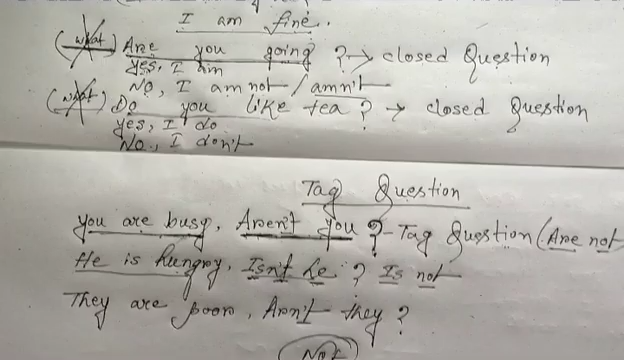 I am fine.
(What) Are you going ? → closed Question
Yes, I am
No, I am not / amn't
(What) Do you like tea ? → closed Question
Yes, I do
No, I don't
Tag Question
You are busy, Aren't you ? - Tag Question (Are not
He is hungry, Isn't he ? Is not
They are poor, Arn't they ?
Not